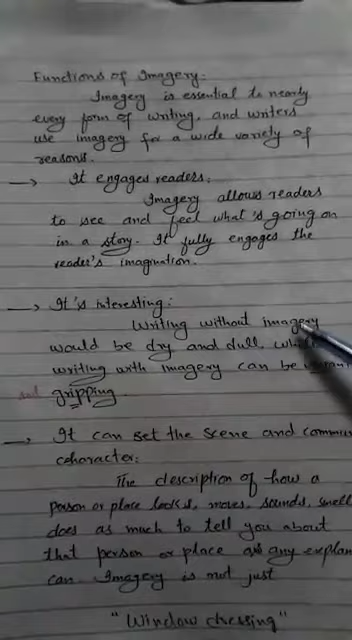 Functions of Imagery:
Imagery is essential to nearly
every form of writing, and writers
use imagery for a wide variety of
reasons.
→ It engages readers:
Imagery allows readers
to see and feel what's going on
in a story. It fully engages the
reader's imagination.
→ It's interesting:
Writing without imagery
would be dry and dull,
writing with imagery can be
gripping.
→ It can set the scene and commun
character:
The description of how a
person or place looks, moves, sounds, smell
does as much to tell you about
that person or place as any explan
can. Imagery is not just
"Window dressing"